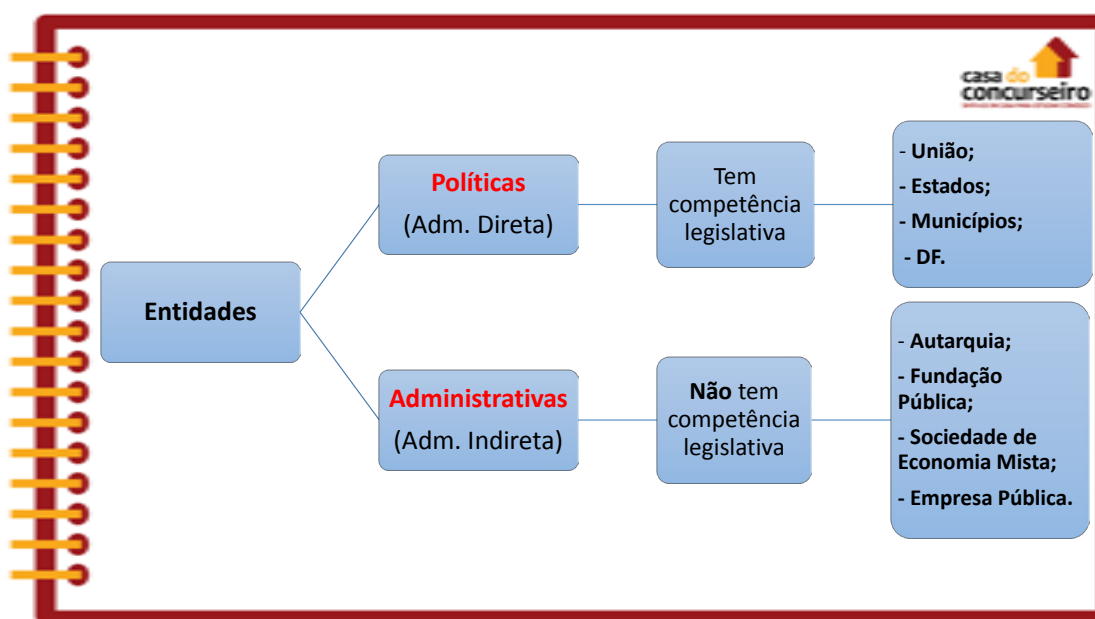 casa do
concurseiro
Políticas
(Adm. Direta)
Tem
competência
legislativa
- União;
- Estados;
- Municípios;
- DF.
Entidades
Administrativas
(Adm. Indireta)
Não tem
competência
legislativa
- Autarquia;
- Fundação
Pública;
- Sociedade de
Economia Mista;
- Empresa Pública.